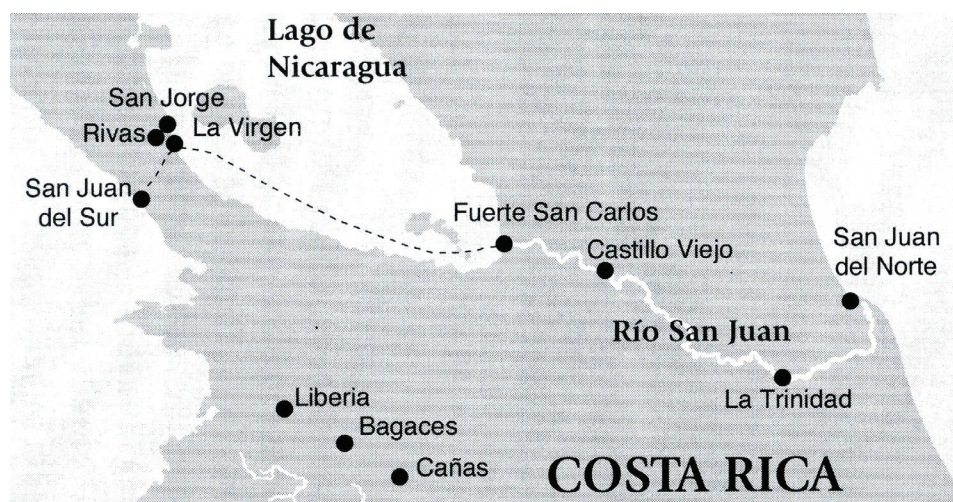 Lago de
Nicaragua
San Jorge
Rivas
La Virgen
San Juan
del Sur
Fuerte San Carlos
Castillo Viejo
San Juan
del Norte
Río San Juan
La Trinidad
Liberia
Bagaces
Cañas
COSTA RICA